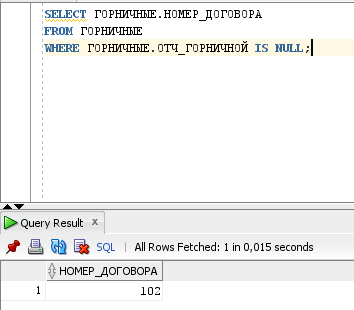 SELECT ГОРНИЧНЫЕ.НОМЕР_ДОГОВОРА
FROM ГОРНИЧНЫЕ
WHERE ГОРНИЧНЫЕ.ОТЧ_ГОРНИЧНОЙ IS NULL;
Query Result x
SQL | All Rows Fetched: 1 in 0,015 seconds
НОМЕР_ДОГОВОРА
1 102